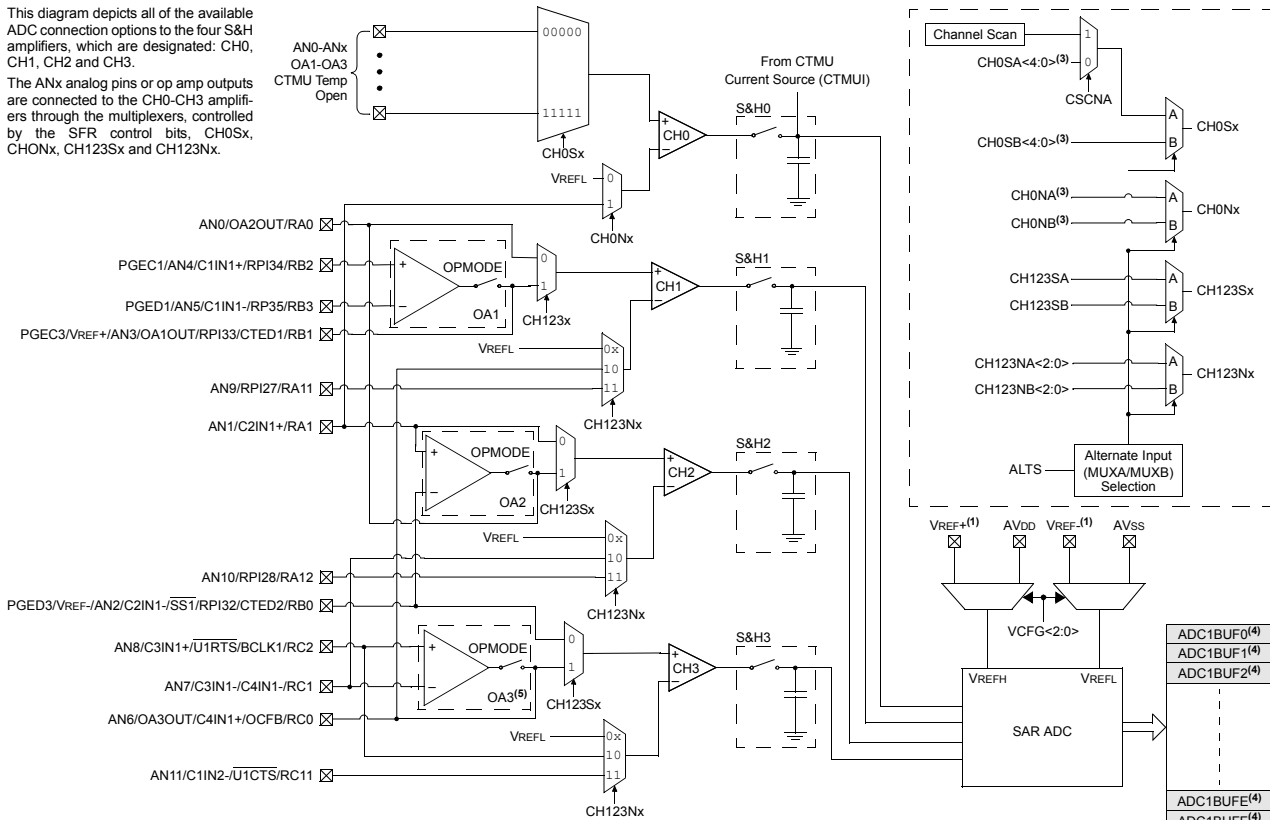 This diagram depicts all of the available
ADC connection options to the four S&H
amplifiers, which are designated: CH0,
CH1, CH2 and CH3.
The ANx analog pins or op amp outputs
are connected to the CH0-CH3 amplifi-
ers through the multiplexers, controlled
by the SFR control bits, CH0Sx,
CHONx, CH123Sx and CH123Nx.
AN0-ANx
OA1-OA3
CTMU Temp
Open
00000
11111
CH0Sx
From CTMU
Current Source (CTMUI)
S&H0
+
CH0
–
VREFL
0
1
CH0Nx
AN0/OA2OUT/RA0
PGEC1/AN4/C1IN1+/RPI34/RB2
PGED1/AN5/C1IN1-/RP35/RB3
PGEC3/VREF+/AN3/OA1OUT/RPI33/CTED1/RB1
+
–
OPMODE
OA1
0
1
CH123x
+
CH1
–
S&H1
VREFL
0x
10
11
CH123Nx
AN9/RPI27/RA11
AN1/C2IN1+/RA1
+
–
OPMODE
OA2
0
1
CH123Sx
+
CH2
–
S&H2
VREFL
0x
10
11
CH123Nx
AN10/RPI28/RA12
PGED3/VREF-/AN2/C2IN1-/SS1/RPI32/CTED2/RB0
AN8/C3IN1+/U1RTS/BCLK1/RC2
AN7/C3IN1-/C4IN1-/RC1
AN6/OA3OUT/C4IN1+/OCFB/RC0
+
–
OPMODE
OA3(5)
0
1
CH123Sx
+
CH3
–
S&H3
VREFL
0x
10
11
CH123Nx
AN11/C1IN2-/U1CTS/RC11
Channel Scan
CH0SA<4:0>(3)
1
0
CSCNA
CH0SB<4:0>(3)
A
B
CH0Sx
CH0NA(3)
CH0NB(3)
A
B
CH0Nx
CH123SA
CH123SB
A
B
CH123Sx
CH123NA<2:0>
CH123NB<2:0>
A
B
CH123Nx
ALTS
Alternate Input
(MUXA/MUXB)
Selection
VREF+(1)
AVDD
VREF-(1)
AVSS
VCFG<2:0>
VREFH
VREFL
SAR ADC
ADC1BUF0(4)
ADC1BUF1(4)
ADC1BUF2(4)
ADC1BUFE(4)